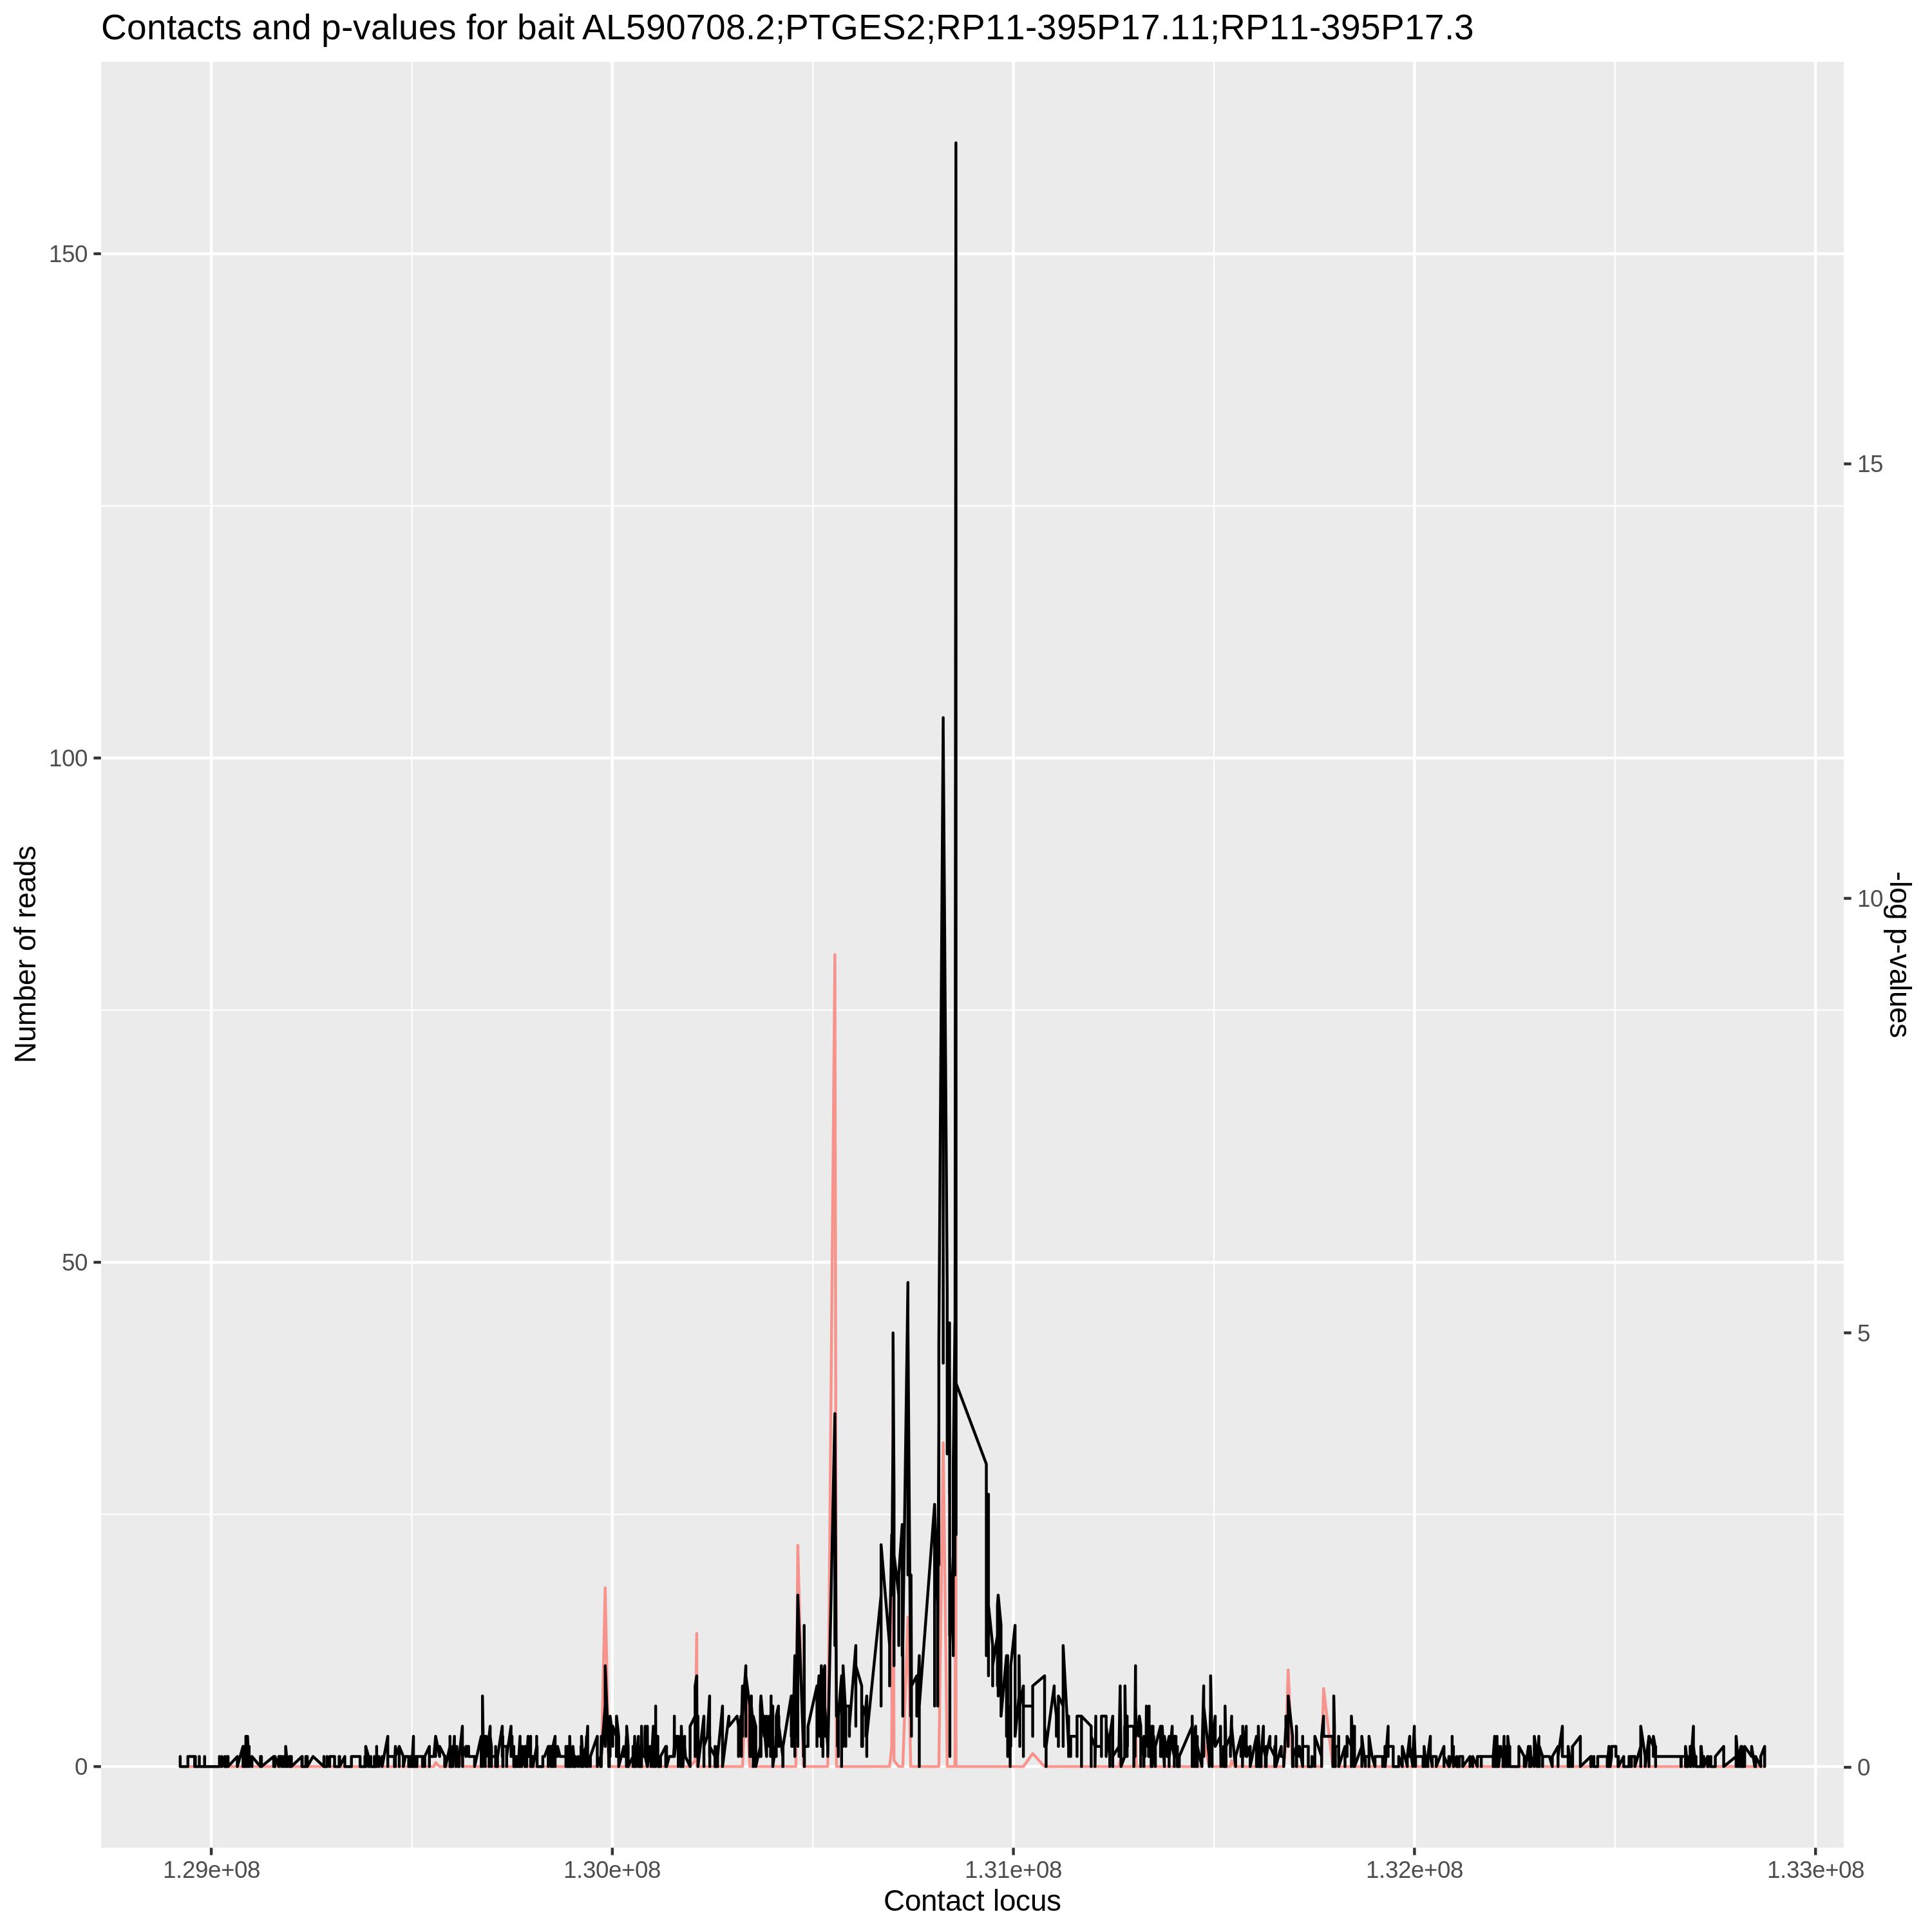 Contacts and p-values for bait AL590708.2;PTGES2;RP11-395P17.11;RP11-395P17.3
150
100
50
0
Number of reads
15
10
5
0
-log p-values
1.29e+08
1.30e+08
1.31e+08
1.32e+08
1.33e+08
Contact locus